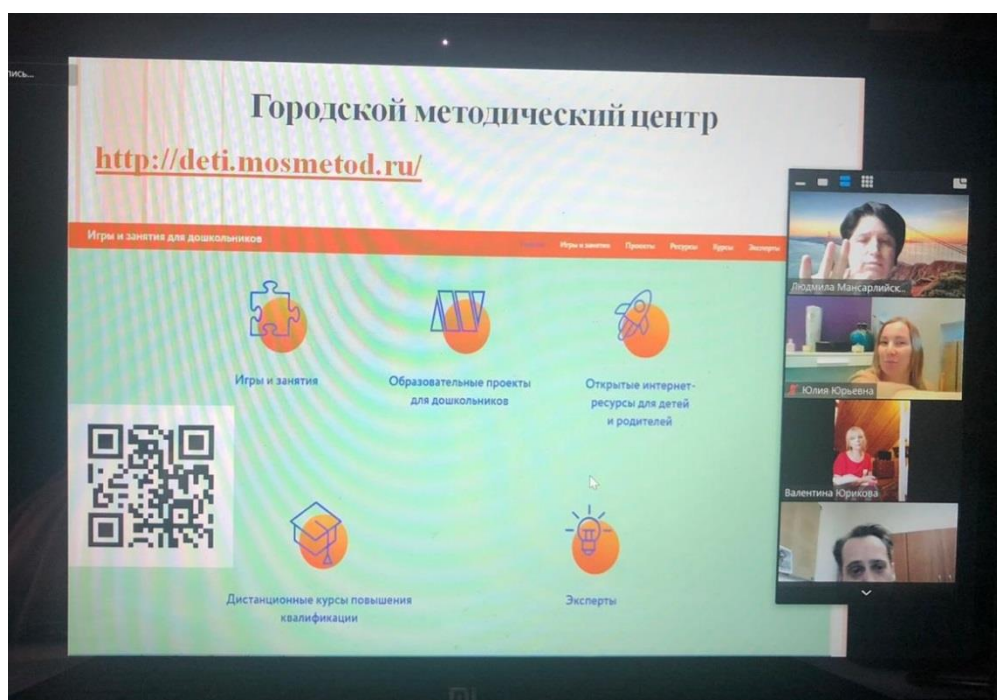 пись...
Городской методический центр
http://deti.mosmetod.ru/
Игры и занятия для дошкольников
Игры и занятия Проекты Ресурсы Курсы Эксперты
Игры и занятия
Образовательные проекты
для дошкольников
Открытые интернет-
ресурсы для детей
и родителей
Дистанционные курсы повышения
квалификации
Эксперты
Людмила Мансарлийск...
Юлия Юрьевна
Валентина Юрикова